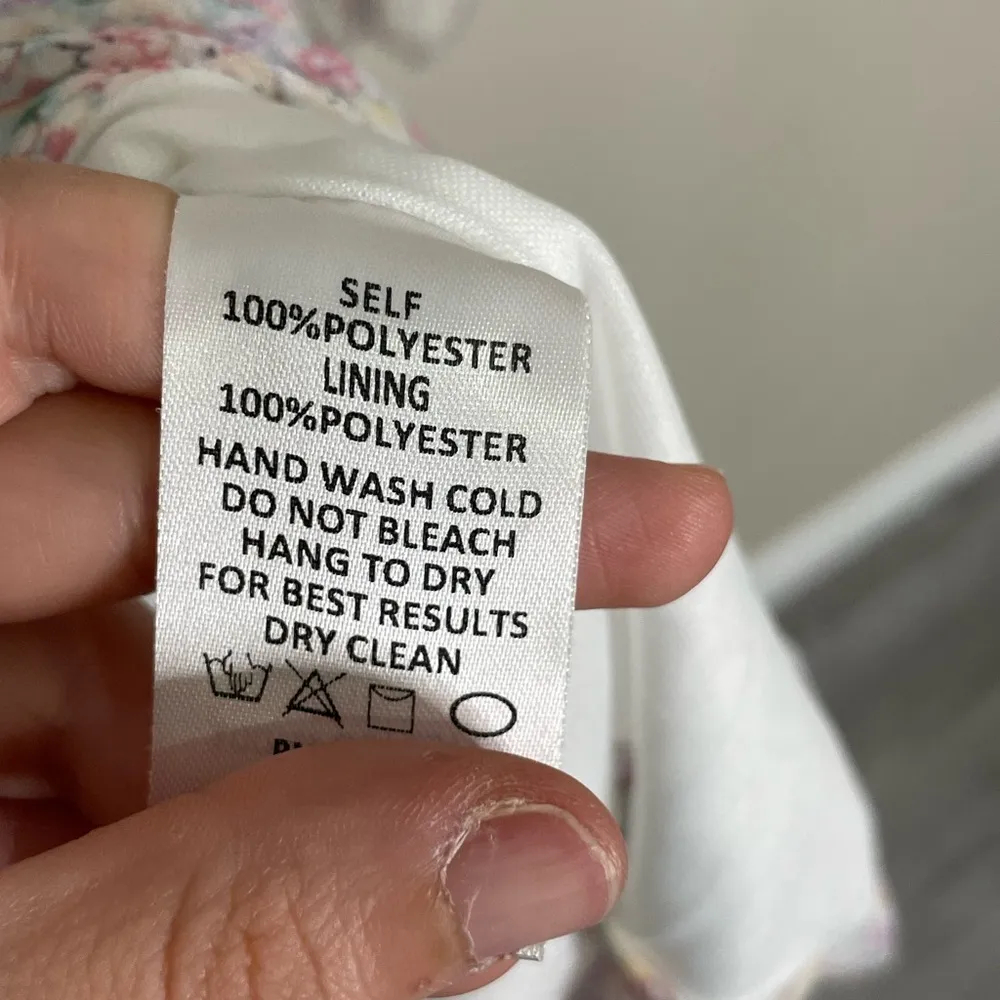 SELF
100%POLYESTER
LINING
100%POLYESTER
HAND WASH COLD
DO NOT BLEACH
HANG TO DRY
FOR BEST RESULTS
DRY CLEAN